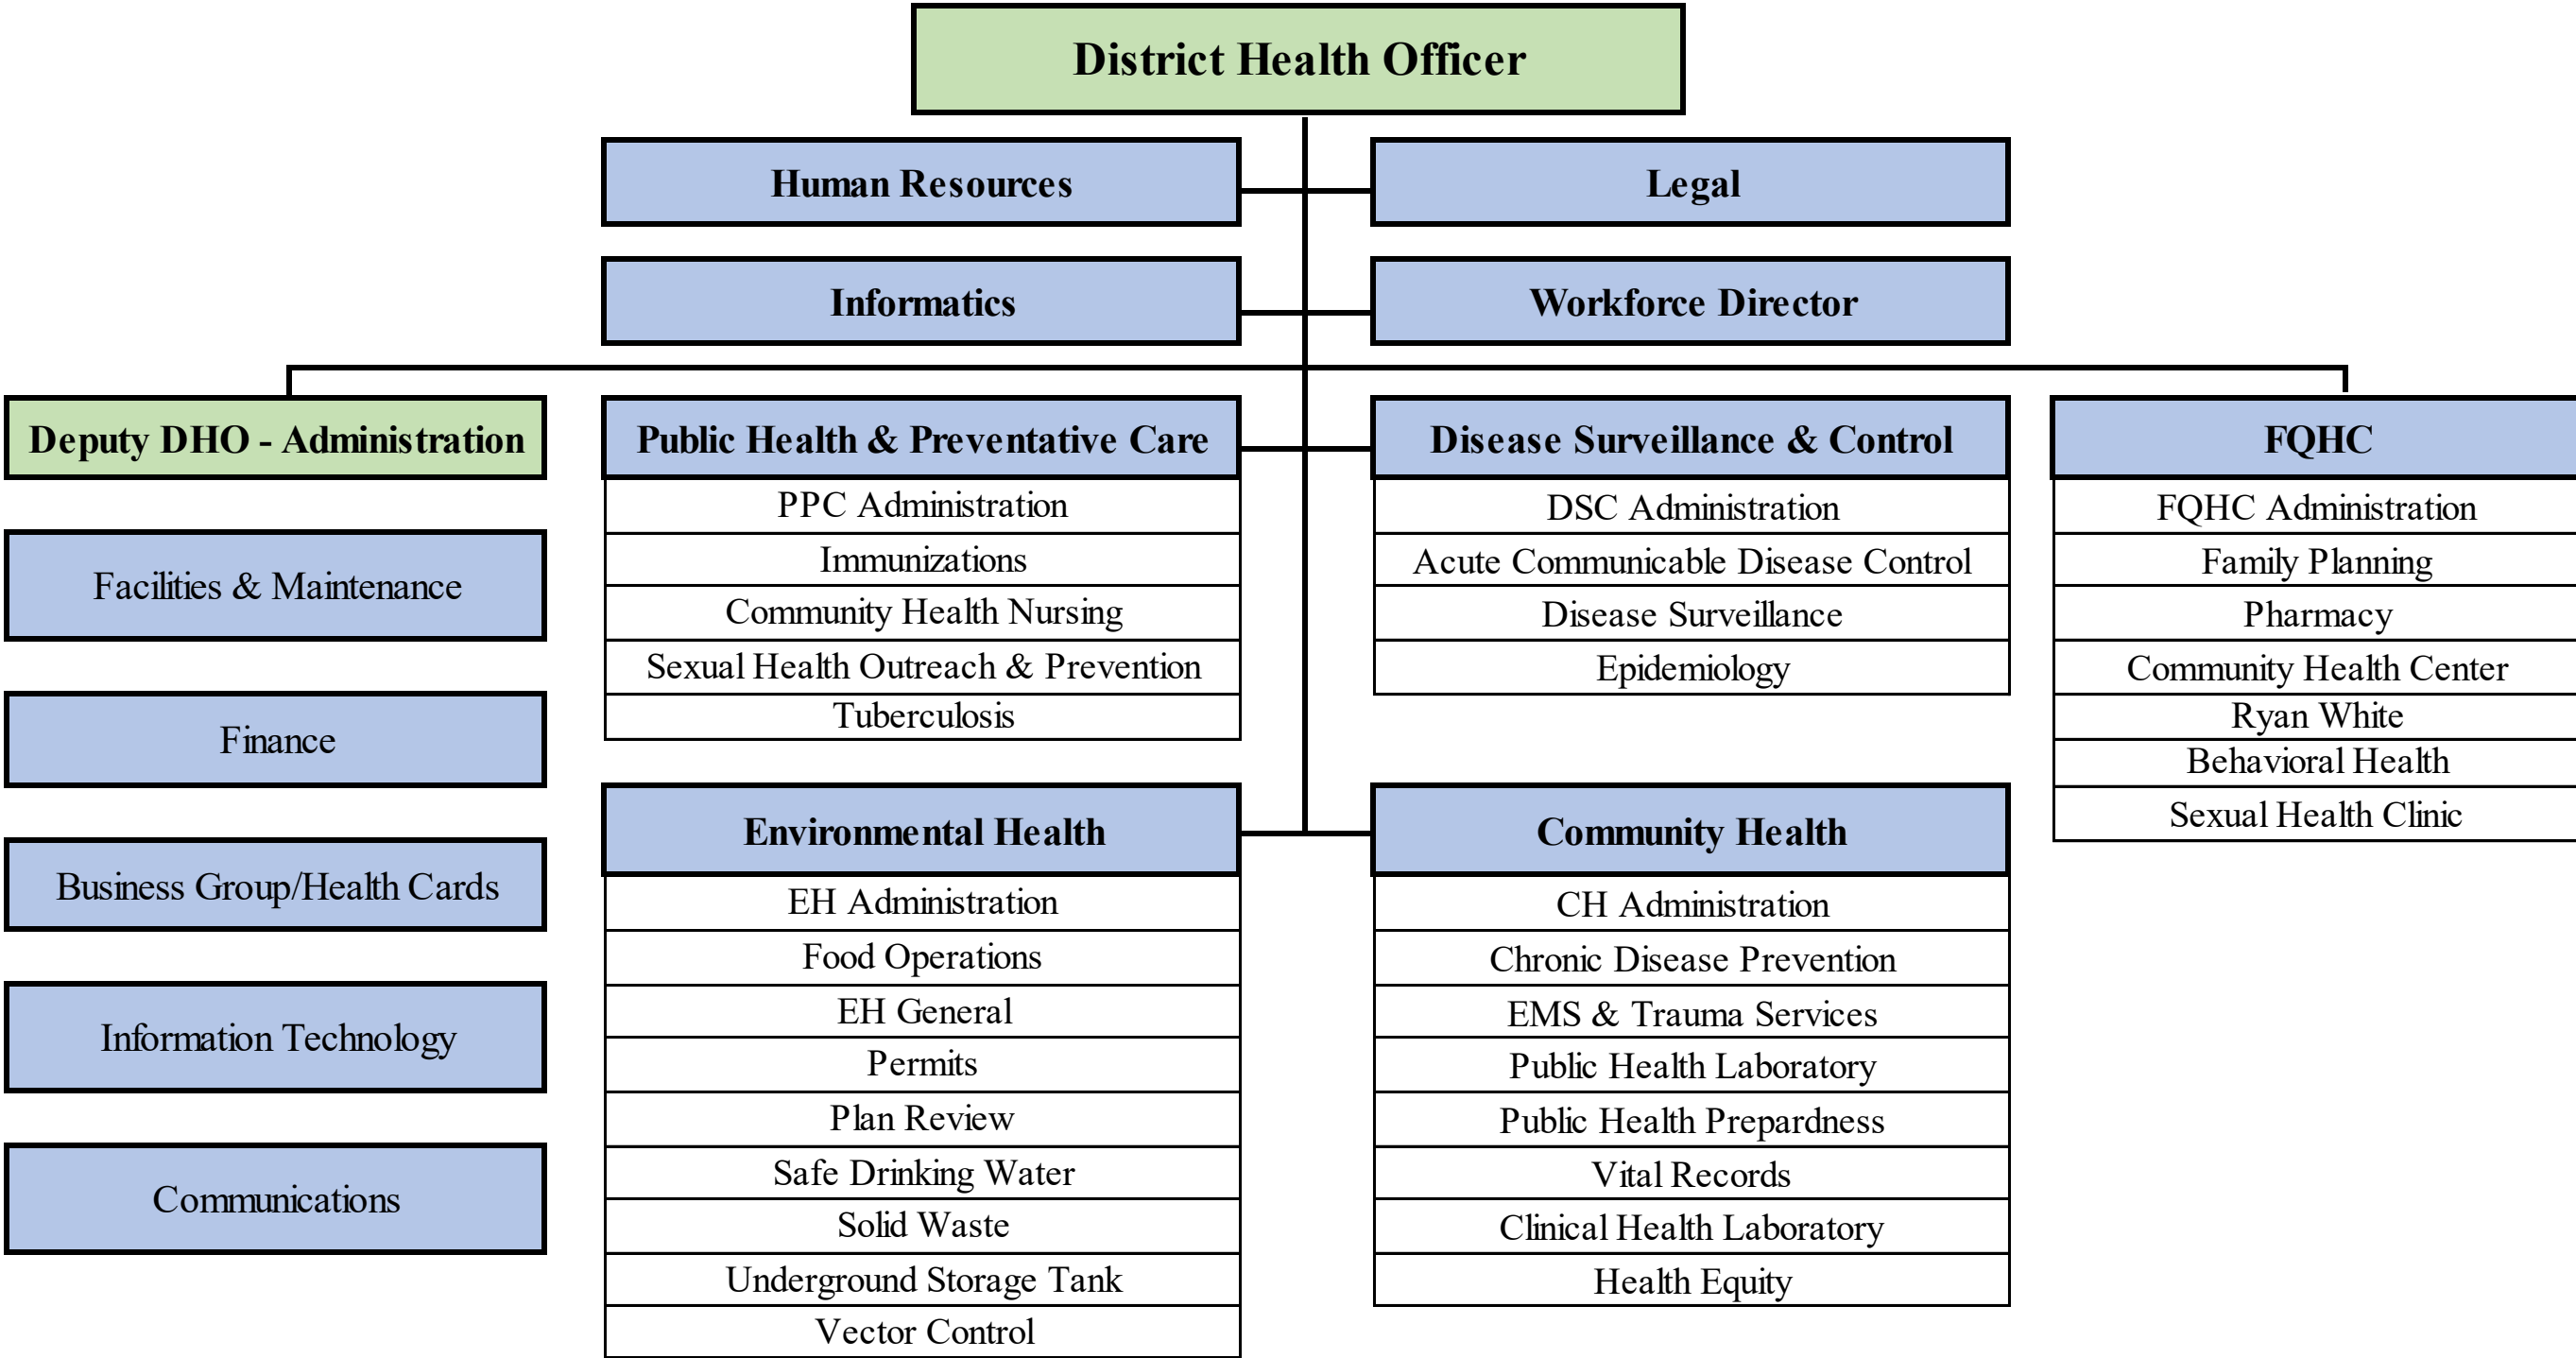 District Health Officer
Human Resources
Legal
Informatics
Workforce Director
Deputy DHO - Administration
Facilities & Maintenance
Finance
Business Group/Health Cards
Information Technology
Communications
Public Health & Preventative Care
PPC Administration
Immunizations
Community Health Nursing
Sexual Health Outreach & Prevention
Tuberculosis
Disease Surveillance & Control
DSC Administration
Acute Communicable Disease Control
Disease Surveillance
Epidemiology
FQHC
FQHC Administration
Family Planning
Pharmacy
Community Health Center
Ryan White
Behavioral Health
Sexual Health Clinic
Environmental Health
EH Administration
Food Operations
EH General
Permits
Plan Review
Safe Drinking Water
Solid Waste
Underground Storage Tank
Vector Control
Community Health
CH Administration
Chronic Disease Prevention
EMS & Trauma Services
Public Health Laboratory
Public Health Prepardness
Vital Records
Clinical Health Laboratory
Health Equity